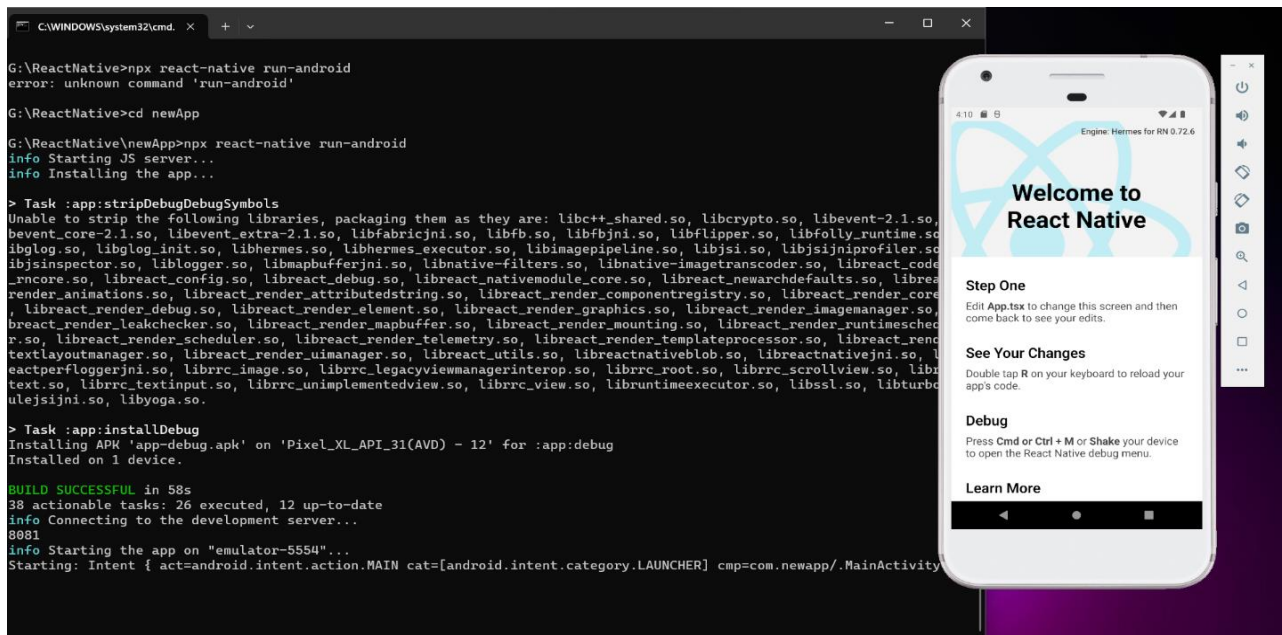 C:\WINDOWS\system32\cmd.
G:\ReactNative>npx react-native run-android
error: unknown command 'run-android'
G:\ReactNative>cd newApp
G:\ReactNative\newApp>npx react-native run-android
info Starting JS server...
info Installing the app...
> Task :app:stripDebugDebugSymbols
Unable to strip the following libraries, packaging them as they are: libc++_shared.so, libcrypto.so, libevent-2.1.so,
bevent_core-2.1.so, libevent_extra-2.1.so, libfabricjni.so, libfb.so, libfbjni.so, libflipper.so, libfolly_runtime.so
ibglog.so, libglog_init.so, libhermes.so, libhermes_executor.so, libimagepipeline.so, libjsi.so, libjsijniprofiler.so
ibjsinspector.so, liblogger.so, libmapbufferjni.so, libnative-filters.so, libnative-imagetranscoder.so, libreact_code
_rncore.so, libreact_config.so, libreact_debug.so, libreact_nativemodule_core.so, libreact_newarchdefaults.so, librea
render_animations.so, libreact_render_attributedstring.so, libreact_render_componentregistry.so, libreact_render_core
, libreact_render_debug.so, libreact_render_element.so, libreact_render_graphics.so, libreact_render_imagemanager.so,
breact_render_leakchecker.so, libreact_render_mapbuffer.so, libreact_render_mounting.so, libreact_render_runtimesched
r.so, libreact_render_scheduler.so, libreact_render_telemetry.so, libreact_render_templateprocessor.so, libreact_rend
textlayoutmanager.so, libreact_render_uimanager.so, libreact_utils.so, libreactnativeblob.so, libreactnativejni.so, l
eactperfloggerjni.so, librrc_image.so, librrc_legacyviewmanagerinterop.so, librrc_root.so, librrc_scrollview.so, libr
text.so, librrc_textinput.so, librrc_unimplementedview.so, librrc_view.so, libruntimeexecutor.so, libssl.so, libturbo
ulejsijni.so, libyoga.so.
> Task :app:installDebug
Installing APK 'app-debug.apk' on 'Pixel_XL_API_31(AVD) - 12' for :app:debug
Installed on 1 device.
BUILD SUCCESSFUL in 58s
38 actionable tasks: 26 executed, 12 up-to-date
info Connecting to the development server...
8081
info Starting the app on "emulator-5554"...
Starting: Intent { act=android.intent.action.MAIN cat=[android.intent.category.LAUNCHER] cmp=com.newapp/.MainActivity
4:10
Engine: Hermes for RN 0.72.6
Welcome to
React Native
Step One
Edit App.tsx to change this screen and then
come back to see your edits.
See Your Changes
Double tap R on your keyboard to reload your
app's code.
Debug
Press Cmd or Ctrl + M or Shake your device
to open the React Native debug menu.
Learn More